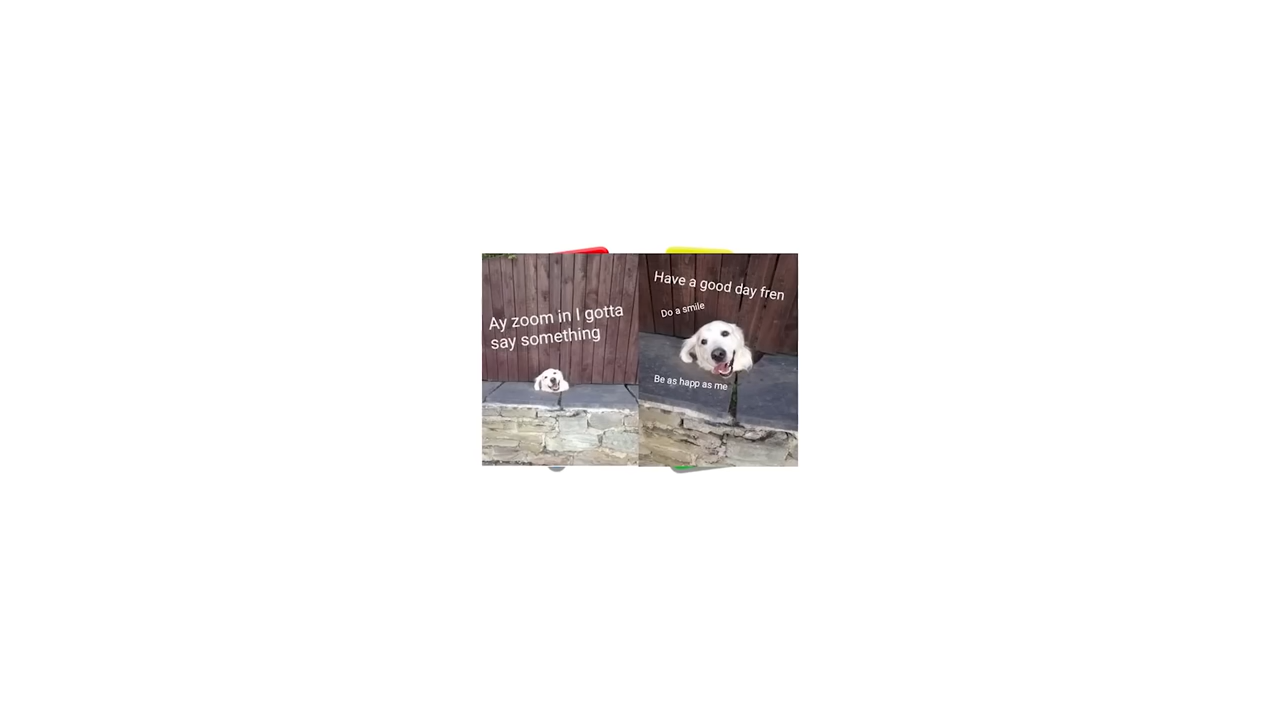 Ay zoom in I gotta
say something
Have a good day fren
Do a smile
Be as happ as me